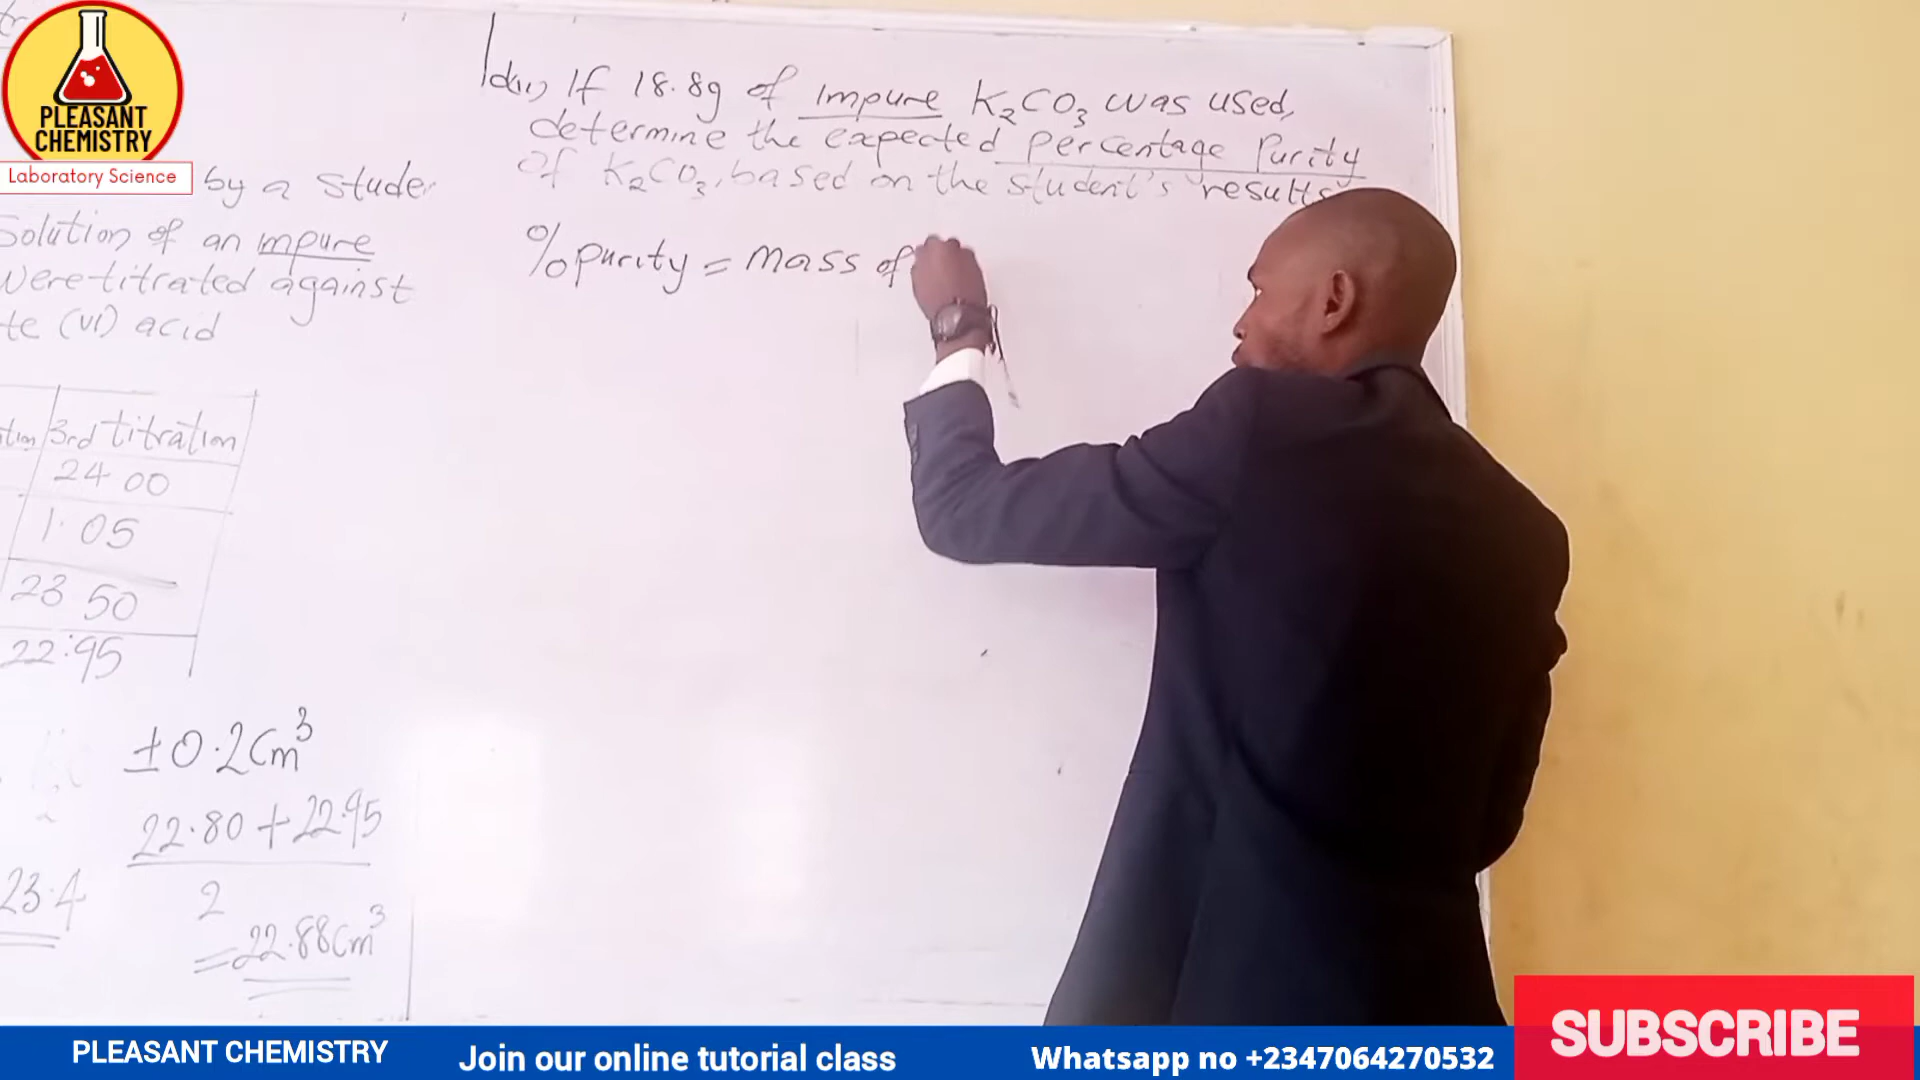 PLEASANT
CHEMISTRY
Laboratory Science
by a stude
Solution of an impure
Were titrated against
te (VI) acid
tion 3rd titration
24 00
1. 05
23 50
22.95
±0.2Cm³
22.80 + 22.95
2
23.4
= 22.88Cm³
If 18.8g of impure K₂CO₃ was used,
determine the expected percentage Purity
of K₂CO₃, based on the student's results
% purity = mass of
PLEASANT CHEMISTRY
Join our online tutorial class
Whatsapp no +2347064270532
SUBSCRIBE